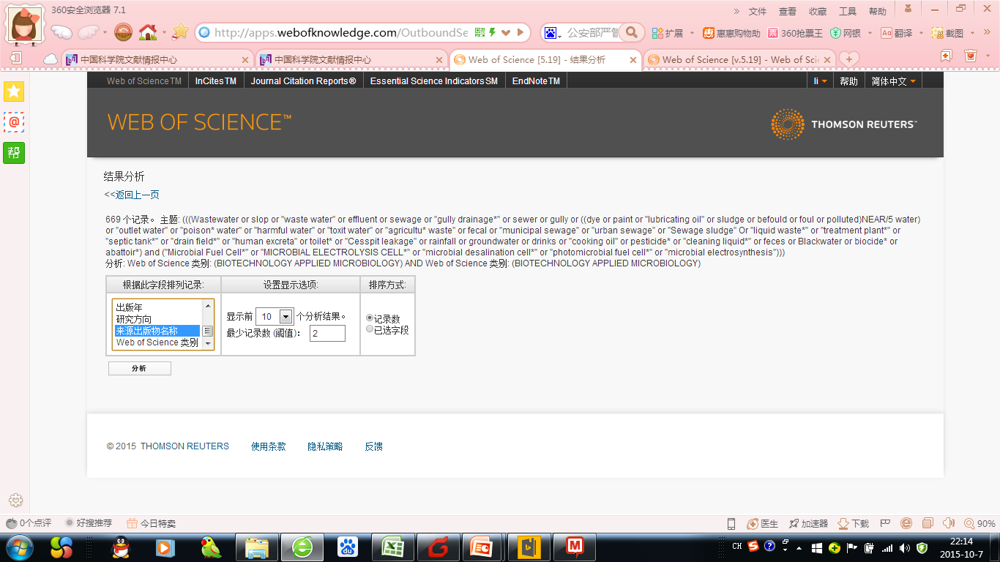 360安全浏览器 7.1
» 文件 查看 收藏 工具 帮助
http://apps.webofknowledge.com/OutboundSe
公安部严管
扩展 惠惠购物助 360抢票王 网银 Aa 翻译 截图 »
中国科学院文献情报中心 × 中国科学院文献情报中心 × Web of Science [5.19] - 结果分析 × Web of Science [v.5.19] - Web of Scie ×
Web of ScienceTM InCitesTM Journal Citation Reports® Essential Science IndicatorsSM EndNoteTM li 帮助 简体中文
WEB OF SCIENCE™ THOMSON REUTERS™
@
帮
结果分析
<<返回上一页
669 个记录。 主题: (((Wastewater or slop or "waste water" or effluent or sewage or "gully drainage*" or sewer or gully or ((dye or paint or "lubricating oil" or sludge or befould or foul or polluted)NEAR/5 water)
or "outlet water" or "poison* water" or "harmful water" or "toxit water" or "agricultu* waste" or fecal or "municipal sewage" or "urban sewage" or "Sewage sludge" Or "liquid waste*" or "treatment plant*" or
"septic tank*" or "drain field*" or "human excreta" or toilet* or "Cesspit leakage" or rainfall or groundwater or drinks or "cooking oil" or pesticide* or "cleaning liquid*" or feces or Blackwater or biocide* or
abattoir*) and ("Microbial Fuel Cell*" or "MICROBIAL ELECTROLYSIS CELL*" or "microbial desalination cell*" or "photomicrobial fuel cell*" or "microbial electrosynthesis")))
分析: Web of Science 类别: (BIOTECHNOLOGY APPLIED MICROBIOLOGY) AND Web of Science 类别: (BIOTECHNOLOGY APPLIED MICROBIOLOGY)
根据此字段排列记录: 设置显示选项: 排序方式:
出版年
研究方向
来源出版物名称
Web of Science 类别
显示前 10 个分析结果。
最少记录数 (阈值): 2
记录数
已选字段
分析
© 2015 THOMSON REUTERS 使用条款 隐私策略 反馈
0个点评 好搜推荐 今日特卖 医生 加速器 下载 90%
CH 22:14
2015-10-7